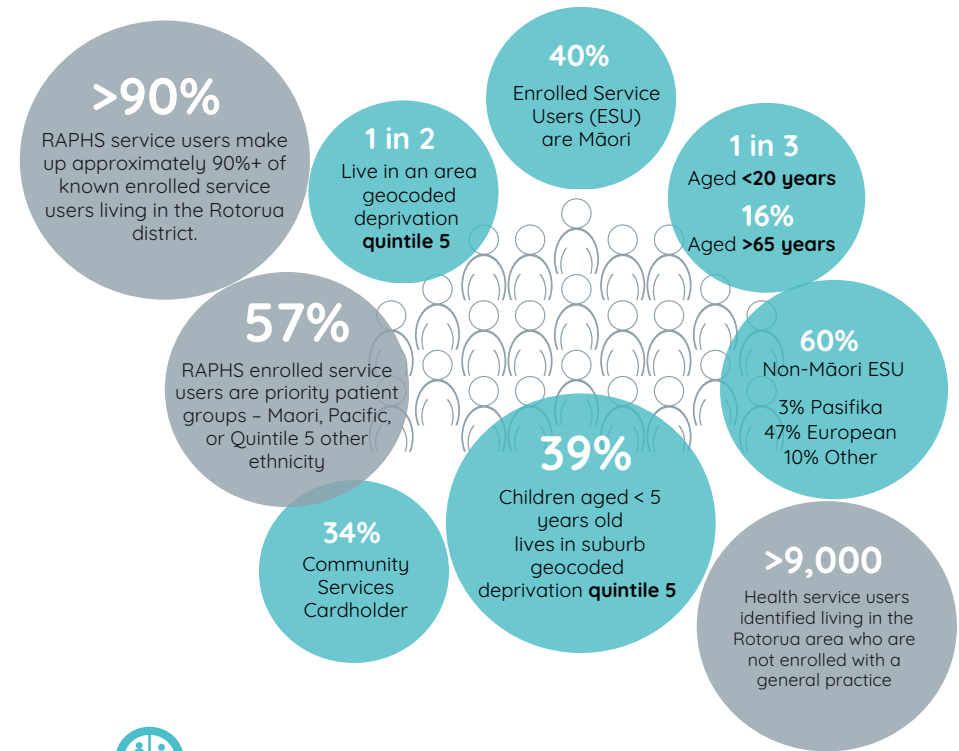 >90%
RAPHS service users make
up approximately 90%+ of
known enrolled service
users living in the Rotorua
district.
1 in 2
Live in an area
geocoded
deprivation
quintile 5
40%
Enrolled Service
Users (ESU)
are Māori
1 in 3
Aged <20 years
16%
Aged >65 years
57%
RAPHS enrolled service
users are priority patient
groups – Maori, Pacific,
or Quintile 5 other
ethnicity
60%
Non-Māori ESU
3% Pasifika
47% European
10% Other
39%
Children aged < 5
years old
lives in suburb
geocoded
deprivation quintile 5
34%
Community
Services
Cardholder
>9,000
Health service users
identified living in the
Rotorua area who are
not enrolled with a
general practice